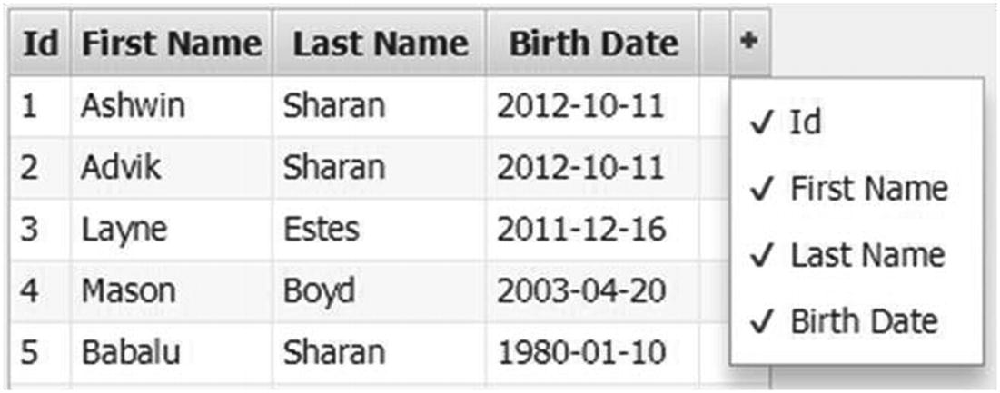 Id First Name Last Name Birth Date +
1 Ashwin Sharan 2012-10-11
✓ Id
2 Advik Sharan 2012-10-11
✓ First Name
3 Layne Estes 2011-12-16
✓ Last Name
4 Mason Boyd 2003-04-20
✓ Birth Date
5 Babalu Sharan 1980-01-10